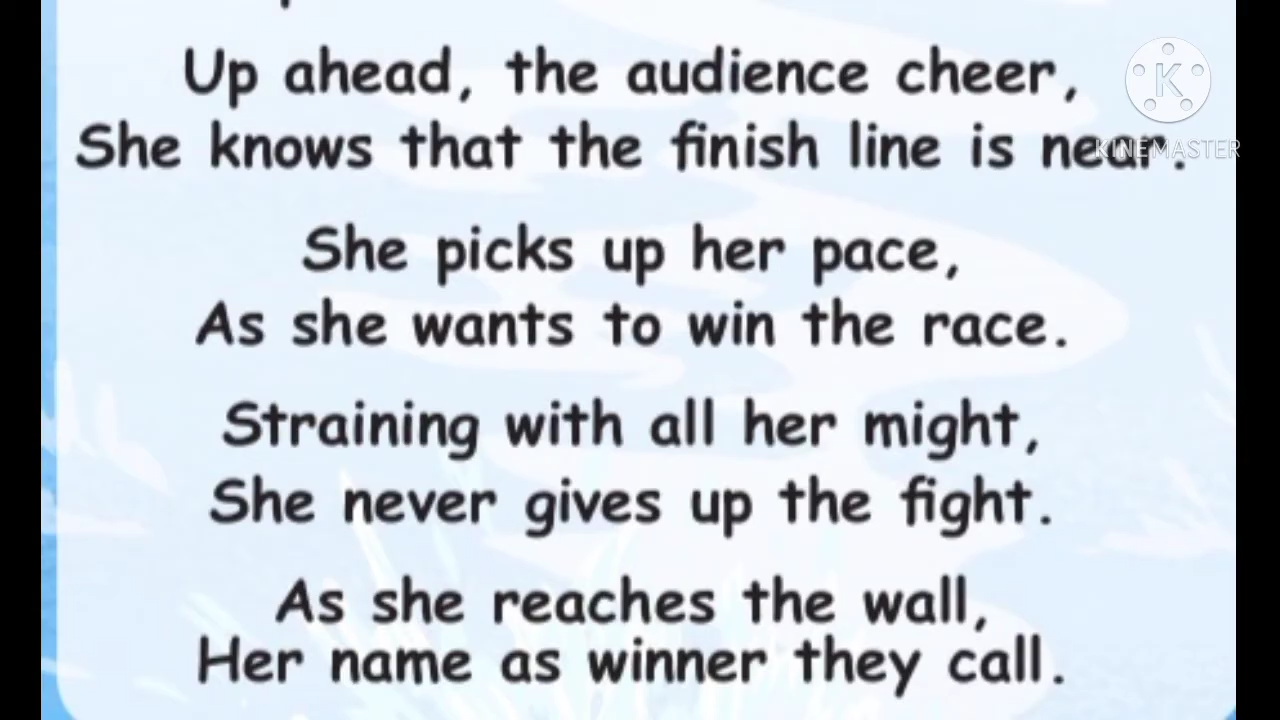 Up ahead, the audience cheer,
She knows that the finish line is near.
She picks up her pace,
As she wants to win the race.
Straining with all her might,
She never gives up the fight.
As she reaches the wall,
Her name as winner they call.
K
KINEMASTER